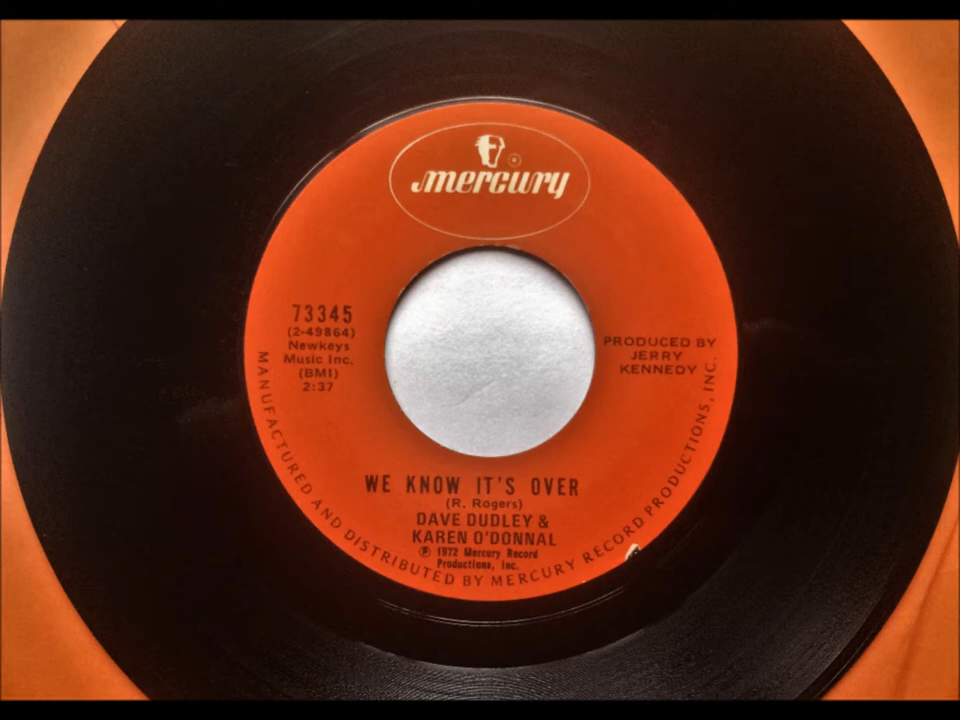 mercury
73345
(2-49864)
Newkeys
Music Inc.
(BMI)
2:37
PRODUCED BY
JERRY
KENNEDY
WE KNOW IT'S OVER
(R. Rogers)
DAVE DUDLEY &
KAREN O'DONNAL
℗ 1972 Mercury Record
Productions, Inc.
MANUFACTURED AND DISTRIBUTED BY MERCURY RECORD PRODUCTIONS, INC.